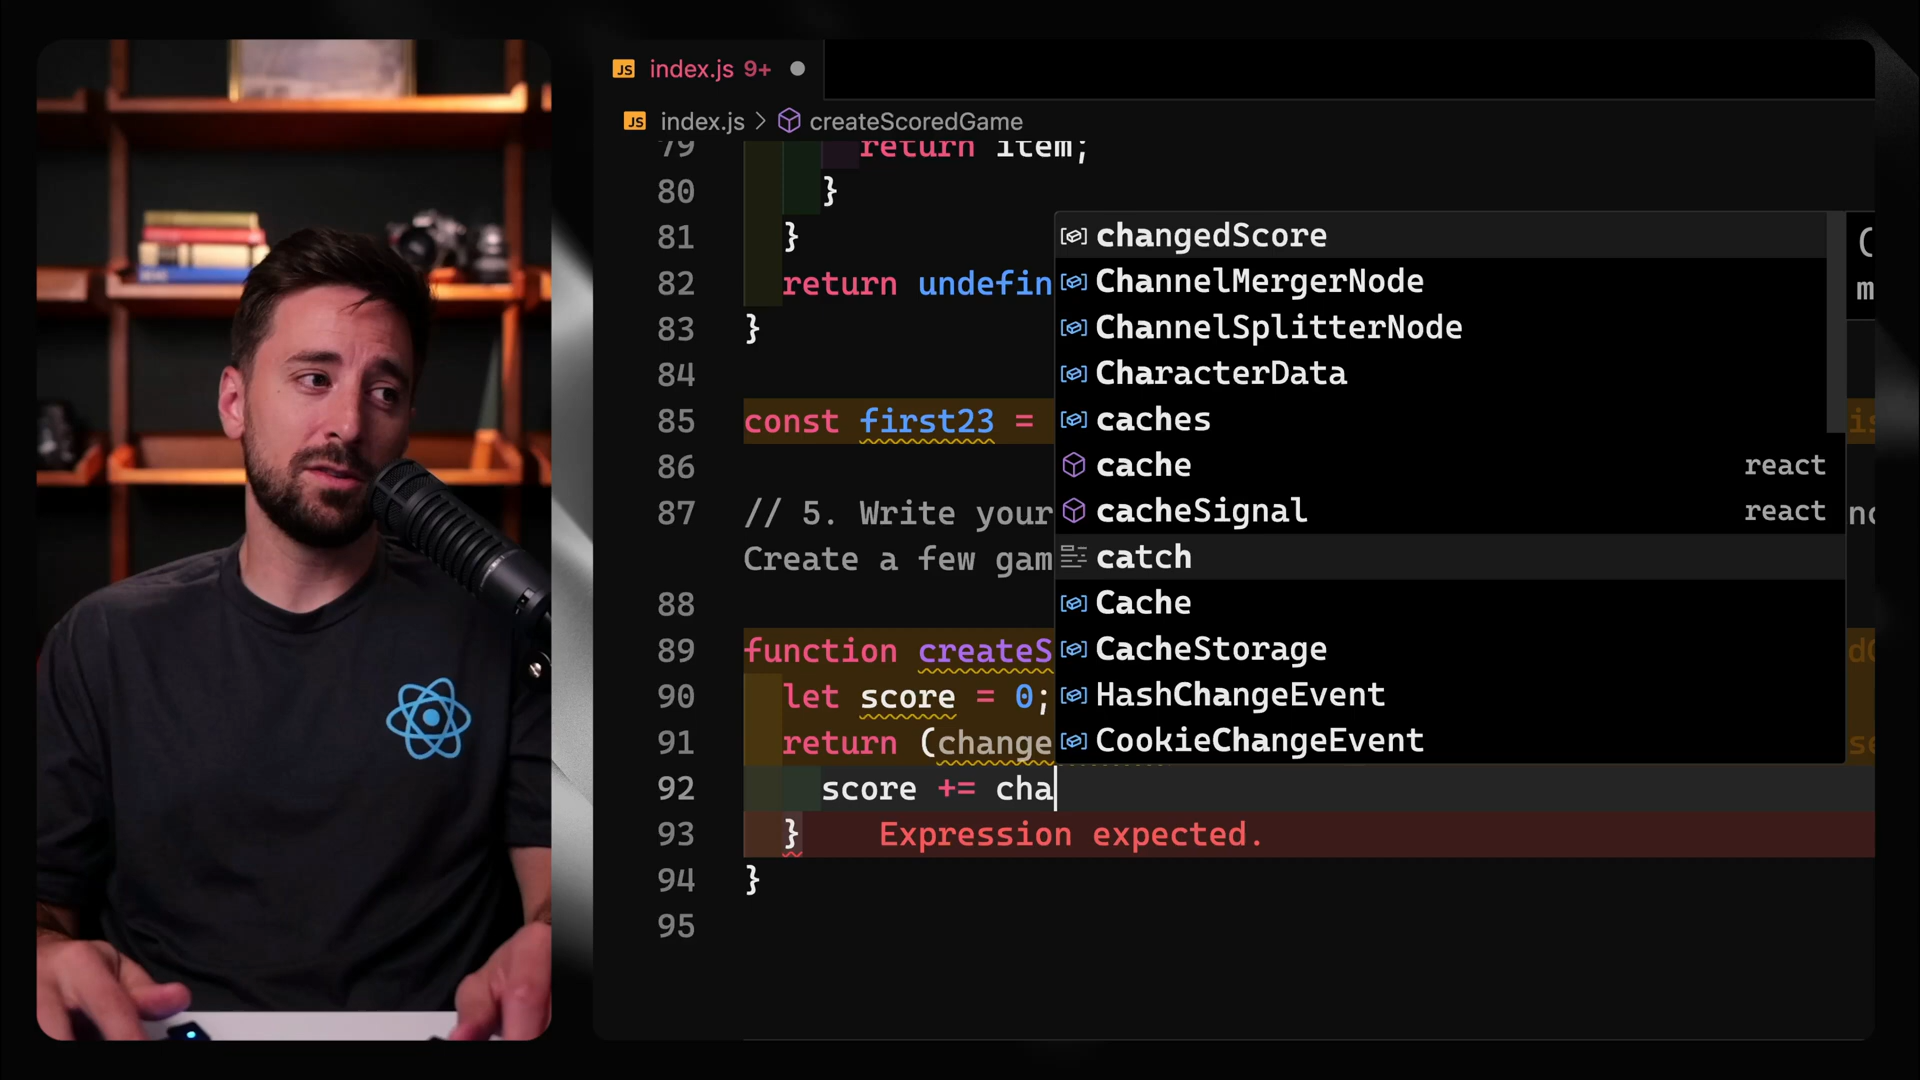 JS index.js 9+
JS index.js > createScoredGame
79 return item;
80 }
81 }
82 return undefin
83 }
84
85 const first23 =
86
87 // 5. Write your
Create a few gam
88
89 function createS
90 let score = 0;
91 return (change
92 score += cha
93 } Expression expected.
94 }
95
changedScore
ChannelMergerNode
ChannelSplitterNode
CharacterData
caches
cache react
cacheSignal react
catch
Cache
CacheStorage
HashChangeEvent
CookieChangeEvent